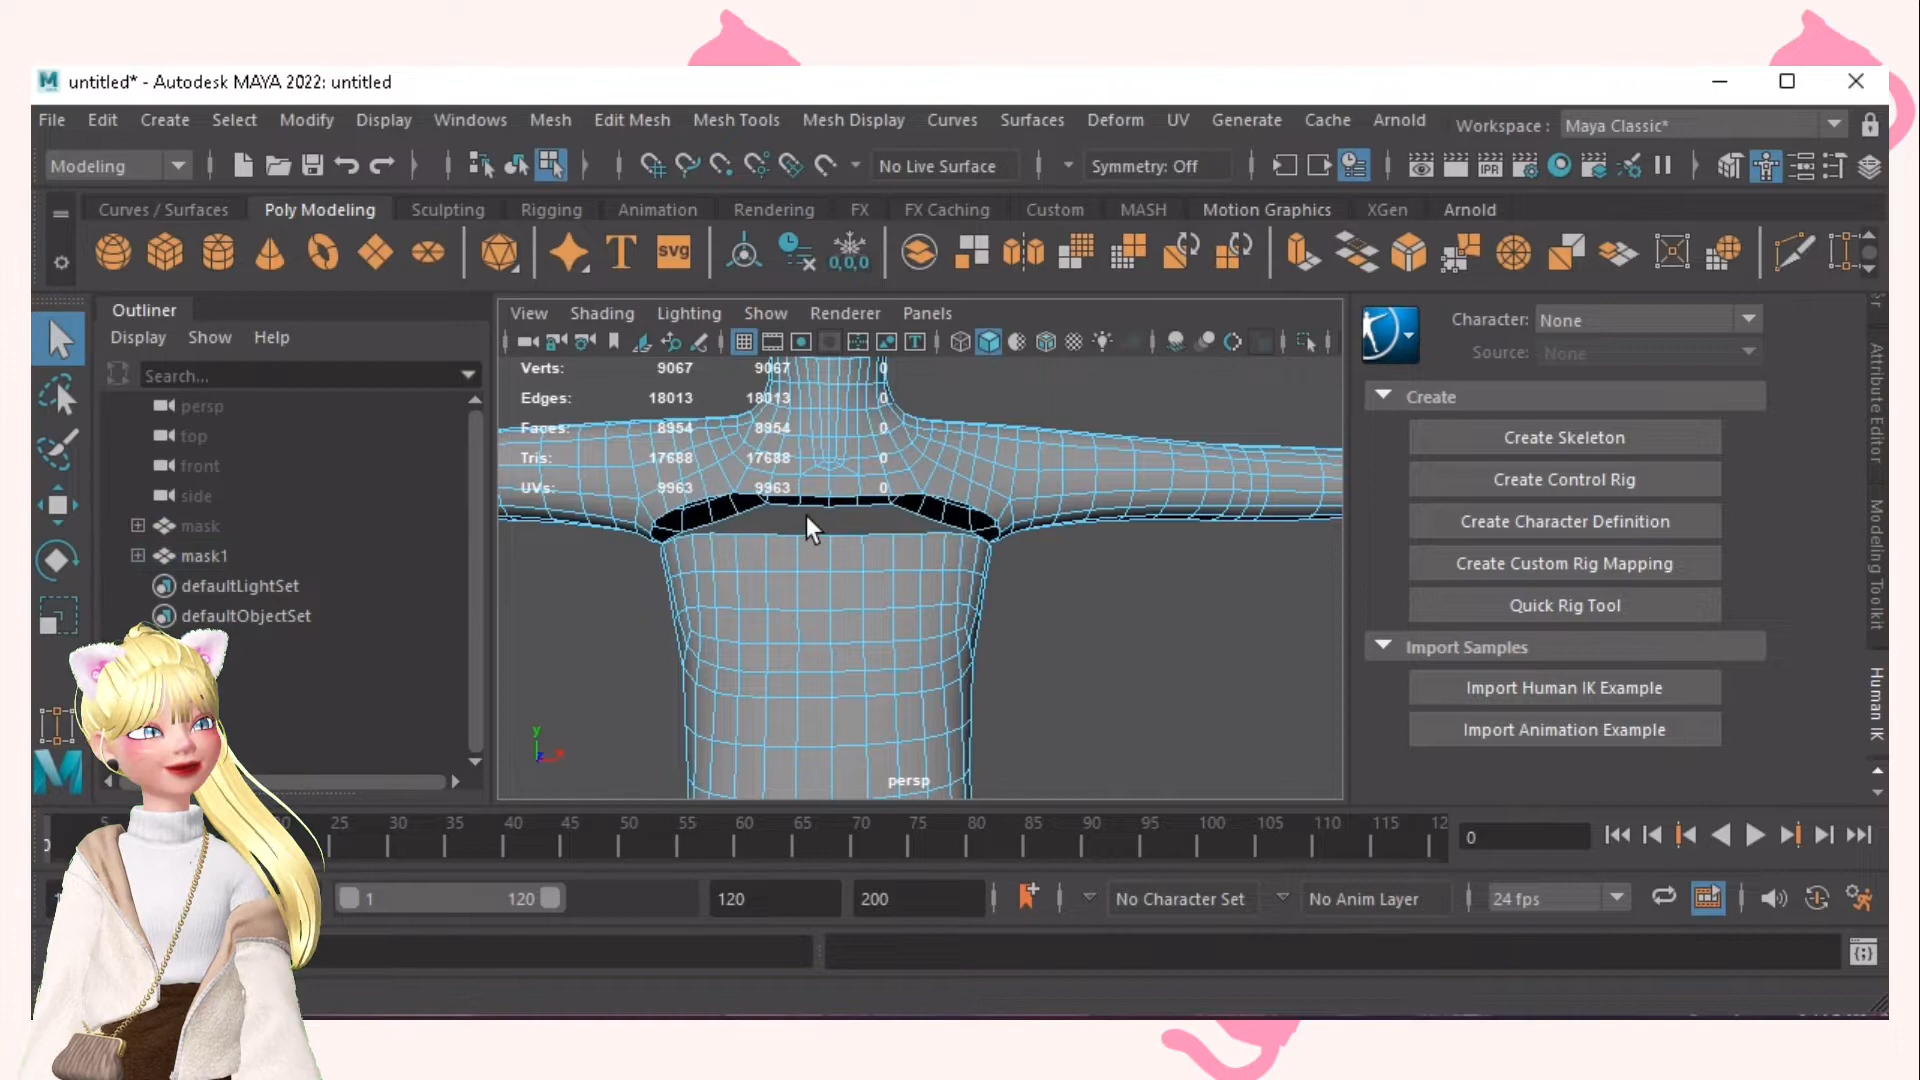 untitled* - Autodesk MAYA 2022: untitled
File Edit Create Select Modify Display Windows Mesh Edit Mesh Mesh Tools Mesh Display Curves Surfaces Deform UV Generate Cache Arnold Workspace : Maya Classic*
Modeling No Live Surface Symmetry: Off IPR
Curves / Surfaces Poly Modeling Sculpting Rigging Animation Rendering FX FX Caching Custom MASH Motion Graphics XGen Arnold
T svg 0,0,0
Outliner
Display Show Help
Search...
persp
top
front
side
mask
mask1
defaultLightSet
defaultObjectSet
View Shading Lighting Show Renderer Panels
Verts: 9067 9067 0
Edges: 18013 18013 0
Faces: 8954 8954 0
Tris: 17688 17688 0
UVs: 9963 9963 0
y
persp
Character: None
Source: None
Create
Create Skeleton
Create Control Rig
Create Character Definition
Create Custom Rig Mapping
Quick Rig Tool
Import Samples
Import Human IK Example
Import Animation Example
Attribute Editor
Modeling Toolkit
Human IK
5 25 30 35 40 45 50 55 60 65 70 75 80 85 90 95 100 105 110 115 12
0
1 120 120 200 No Character Set No Anim Layer 24 fps